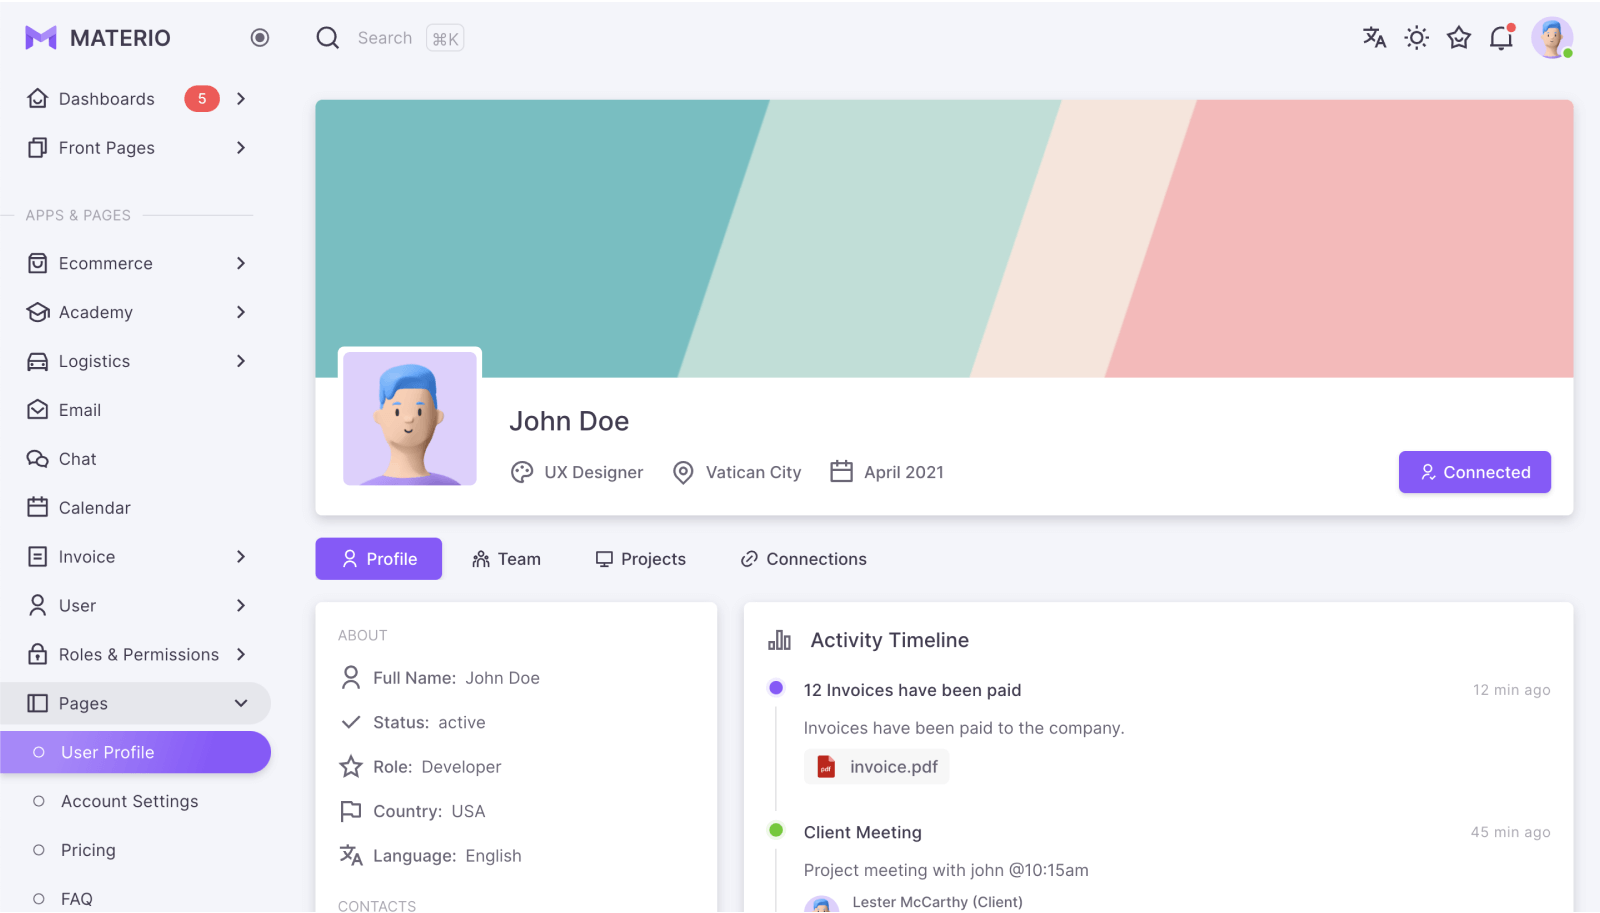 MATERIO
Search ⌘K
Dashboards 5
Front Pages
APPS & PAGES
Ecommerce
Academy
Logistics
Email
Chat
Calendar
Invoice
User
Roles & Permissions
Pages
User Profile
Account Settings
Pricing
FAQ
John Doe
UX Designer Vatican City April 2021
Connected
Profile Team Projects Connections
ABOUT
Full Name: John Doe
Status: active
Role: Developer
Country: USA
Language: English
CONTACTS
Activity Timeline
12 Invoices have been paid 12 min ago
Invoices have been paid to the company.
pdf invoice.pdf
Client Meeting 45 min ago
Project meeting with john @10:15am
Lester McCarthy (Client)